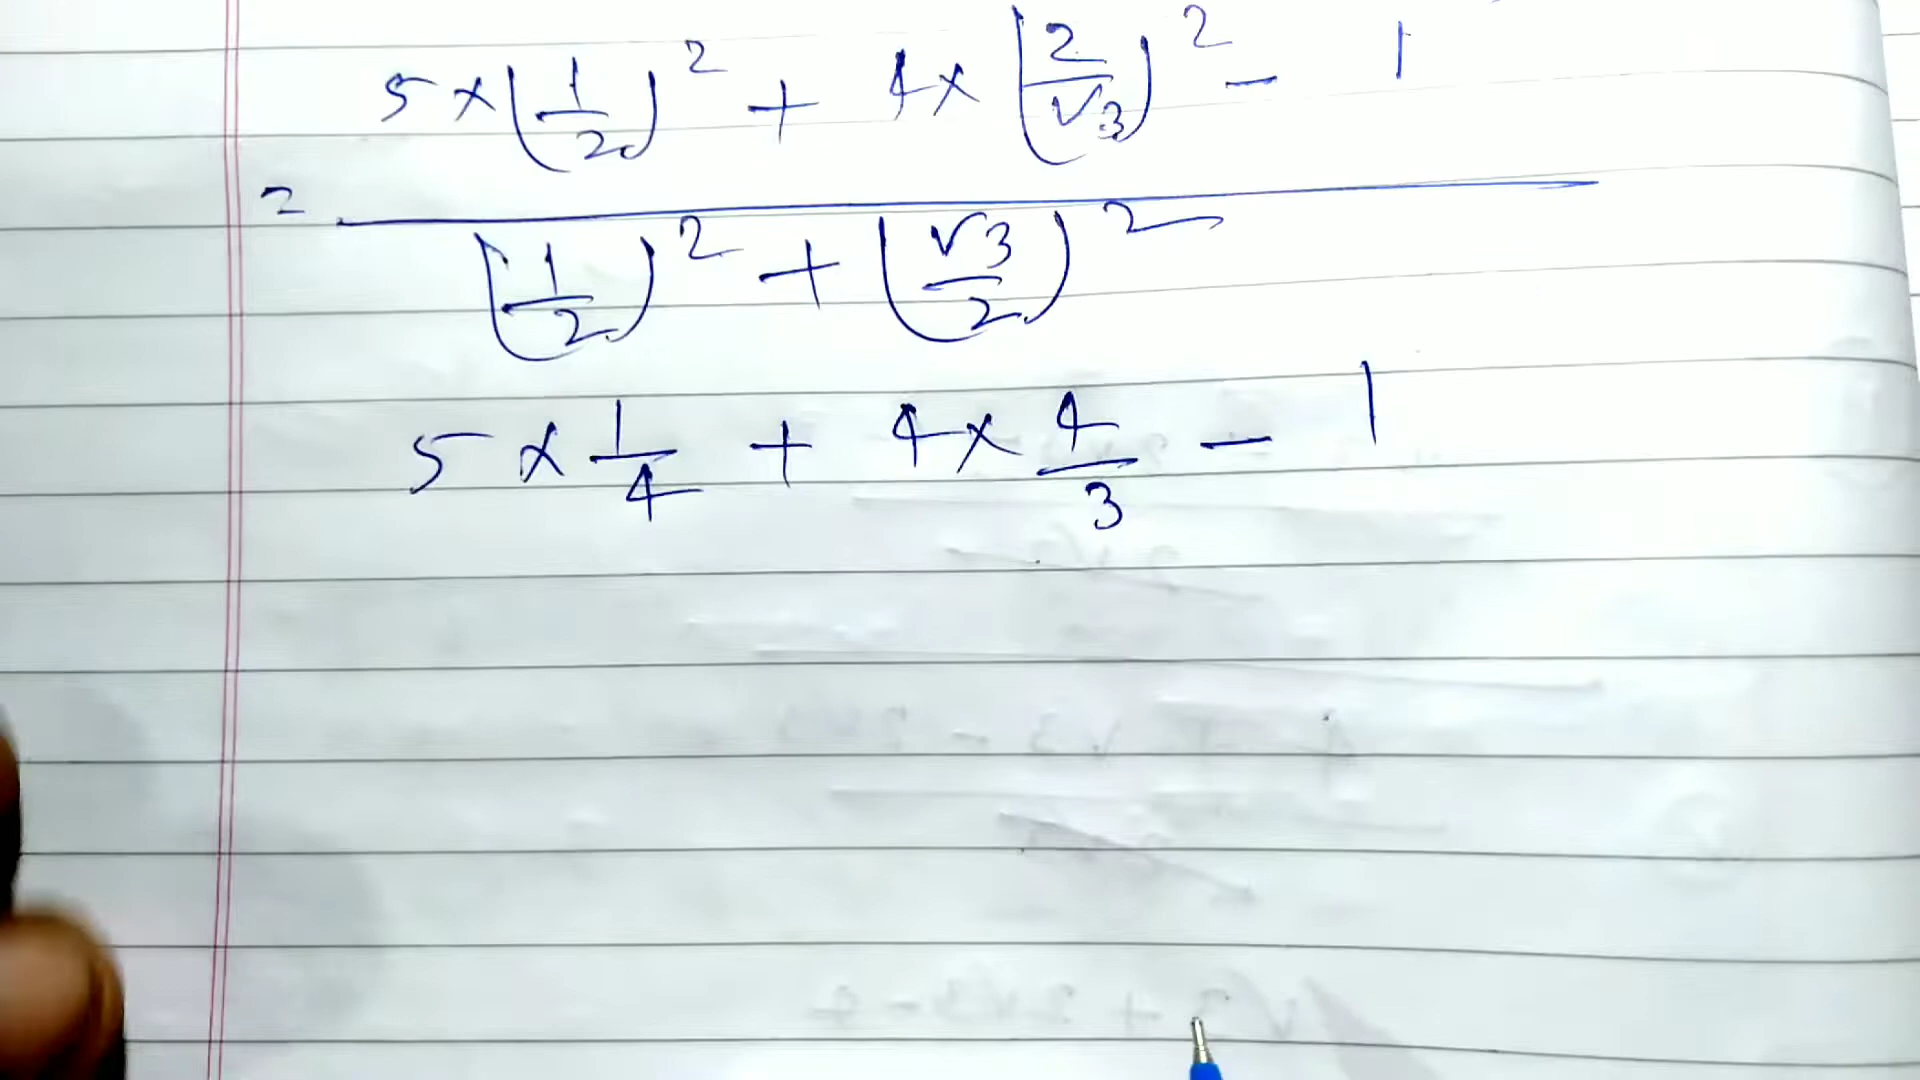 5 × (1/2)² + 4 × (2/√3)² - 1
=
(1/2)² + (√3/2)²
5 × 1/4 + 4 × 4/3 - 1